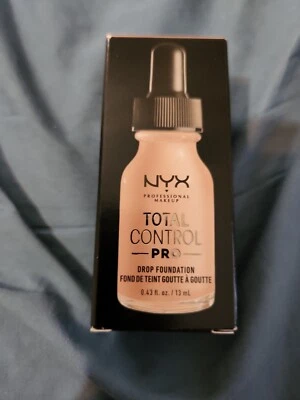 NYX
PROFESSIONAL
MAKEUP
TOTAL
CONTROL
PRO
DROP FOUNDATION
FOND DE TEINT GOUTTE À GOUTTE
0.43 fl. oz. / 13 mL